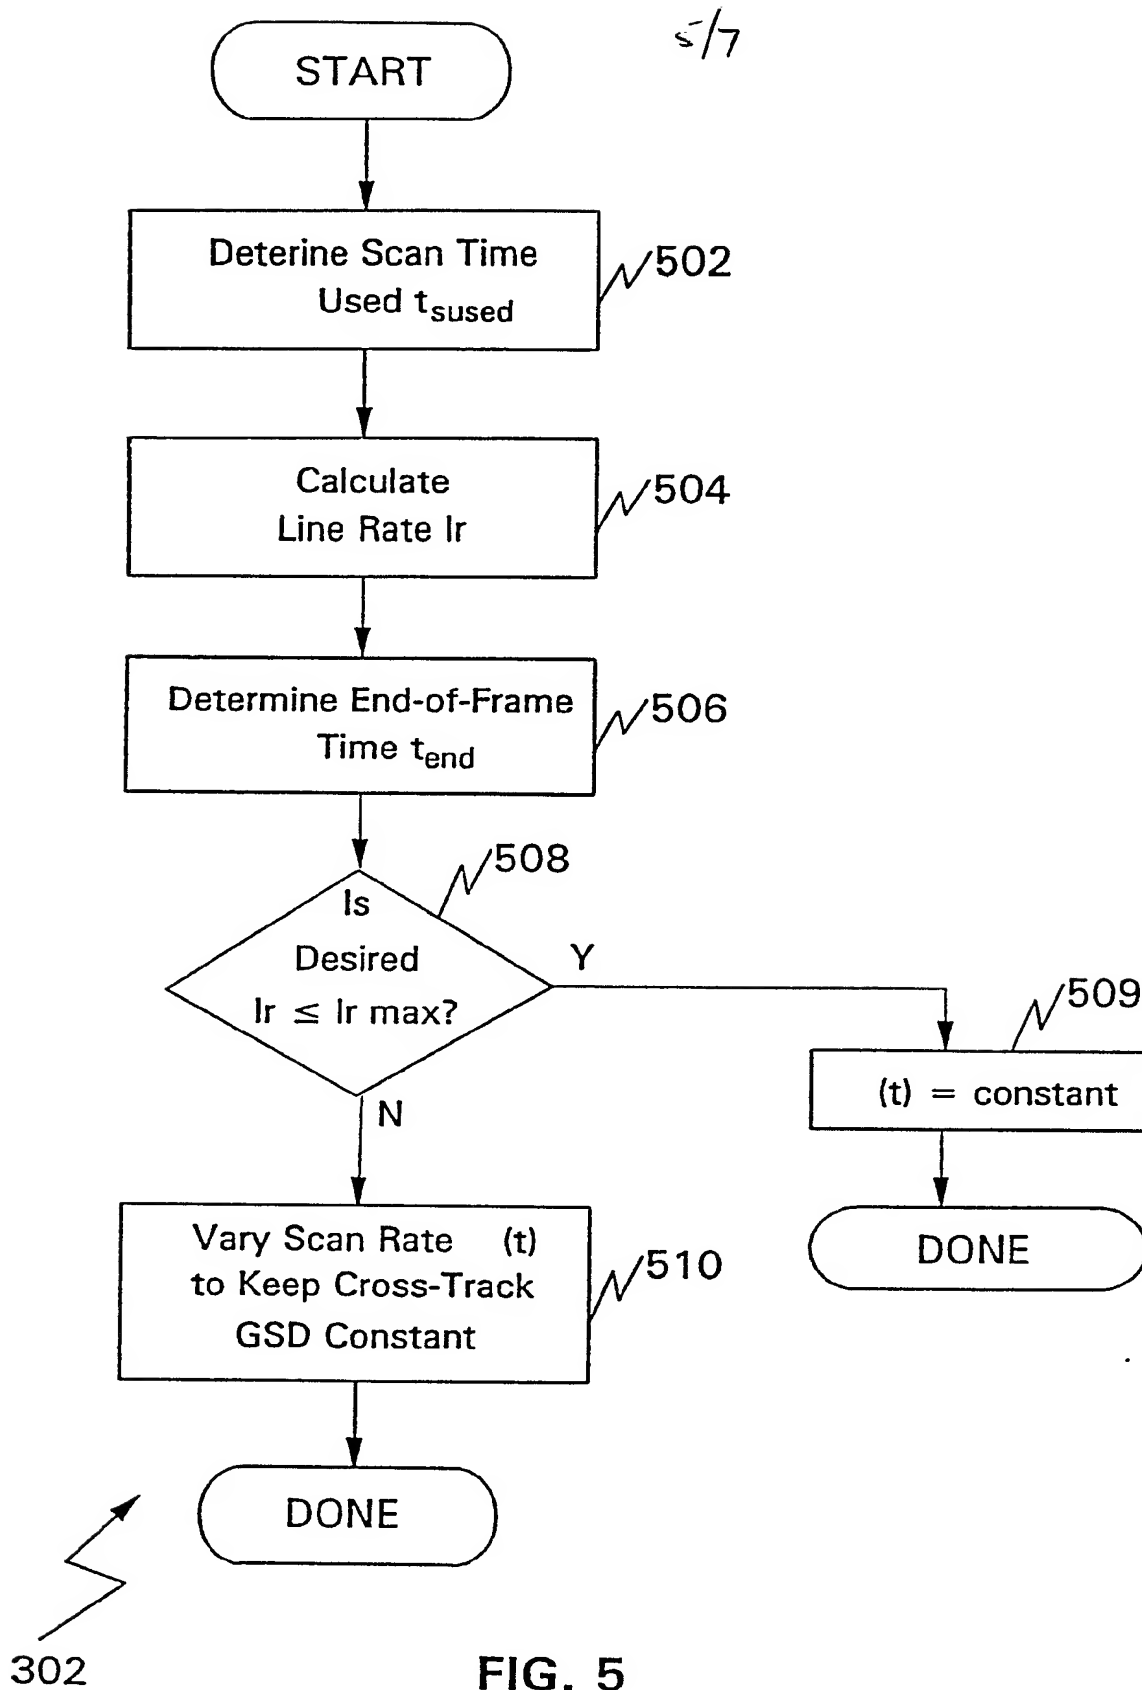 5/7
START
Deterine Scan Time
Used tsused
502
Calculate
Line Rate lr
504
Determine End-of-Frame
Time tend
506
508
Is
Desired
lr ≤ lr max?
Y
N
509
(t) = constant
DONE
Vary Scan Rate (t)
to Keep Cross-Track
GSD Constant
510
DONE
302
FIG. 5